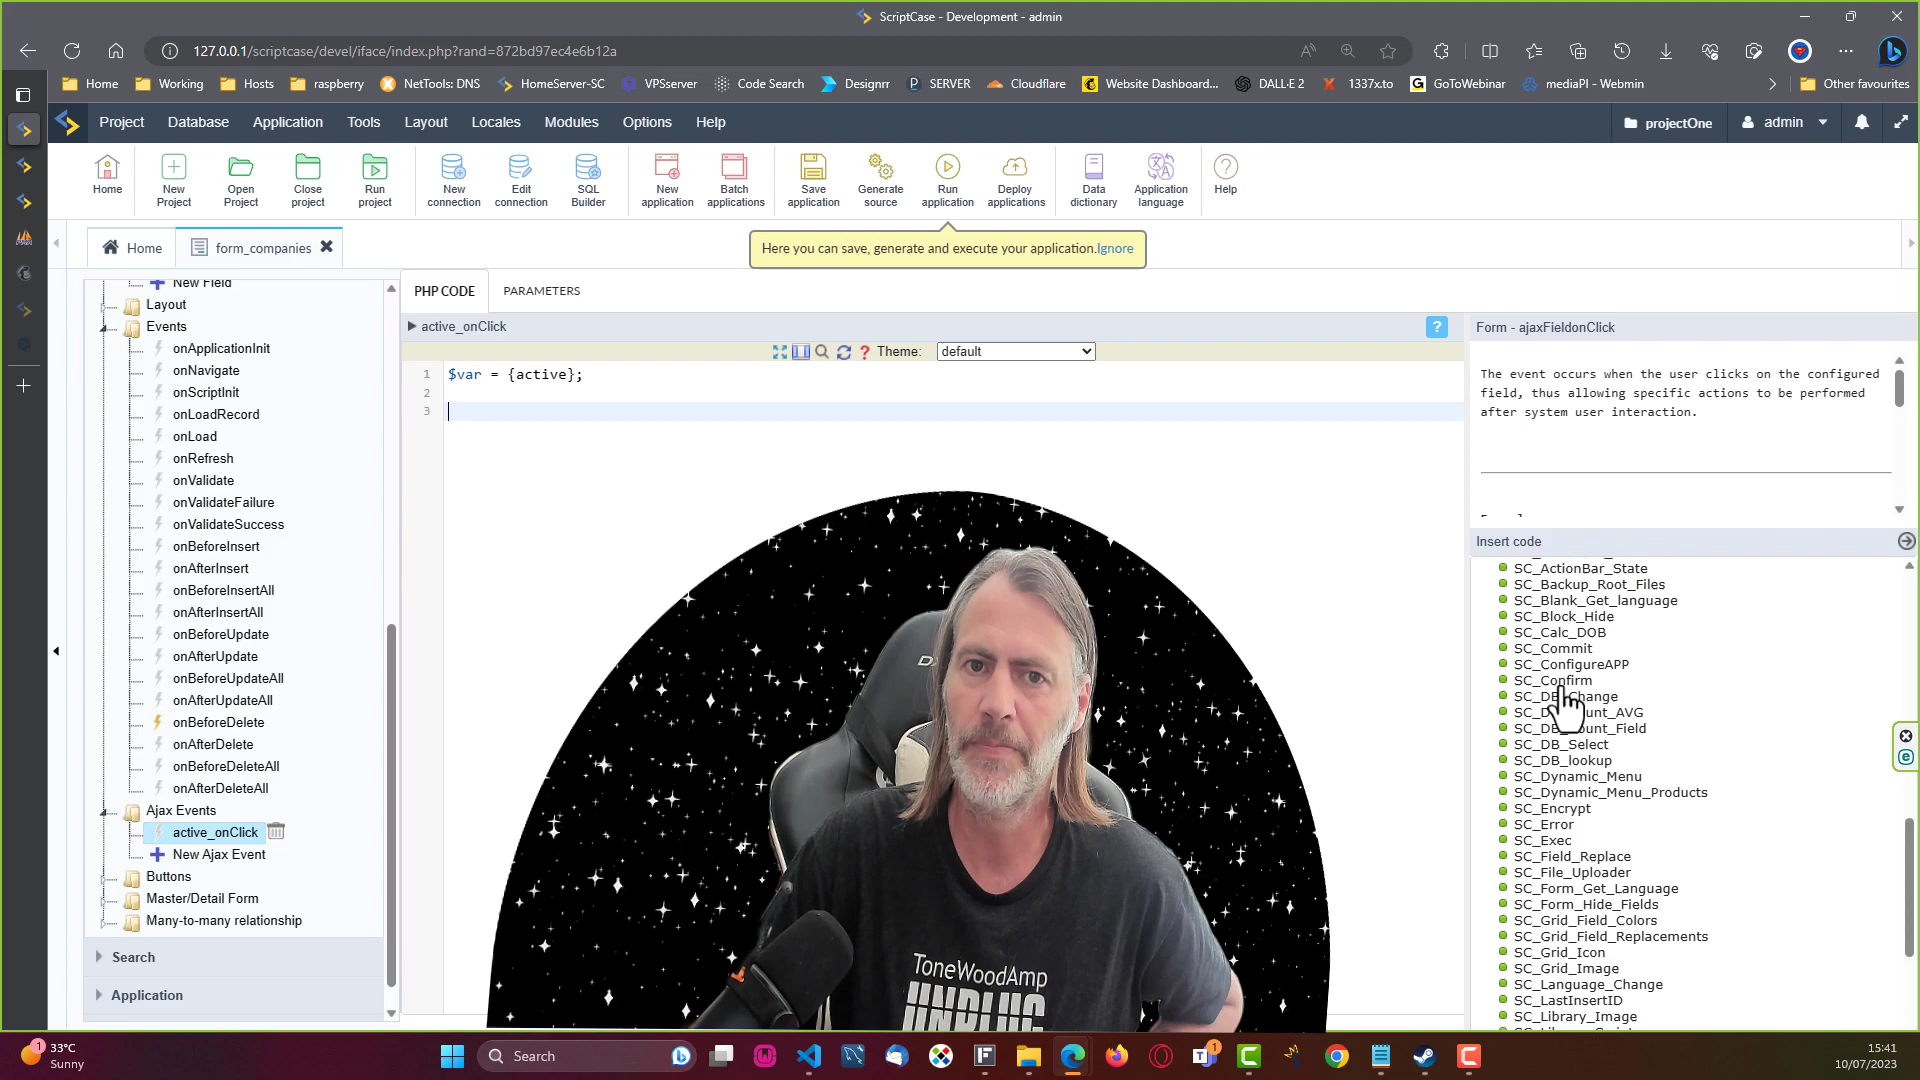 ScriptCase - Development - admin
127.0.0.1/scriptcase/devel/iface/index.php?rand=872bd97ec4e6b12a
Home
Working
Hosts
raspberry
NetTools: DNS
HomeServer-SC
VPSserver
Code Search
Designrr
SERVER
Cloudflare
Website Dashboard...
DALL·E 2
1337x.to
GoToWebinar
mediaPI - Webmin
Other favourites
Project
Database
Application
Tools
Layout
Locales
Modules
Options
Help
projectOne
admin
Home
New Project
Open Project
Close project
Run project
New connection
Edit connection
SQL Builder
New application
Batch applications
Save application
Generate source
Run application
Deploy applications
Data dictionary
Application language
Help
Home
form_companies
Here you can save, generate and execute your application.Ignore
New Field
Layout
Events
onApplicationInit
onNavigate
onScriptInit
onLoadRecord
onLoad
onRefresh
onValidate
onValidateFailure
onValidateSuccess
onBeforeInsert
onAfterInsert
onBeforeInsertAll
onAfterInsertAll
onBeforeUpdate
onAfterUpdate
onBeforeUpdateAll
onAfterUpdateAll
onBeforeDelete
onAfterDelete
onBeforeDeleteAll
onAfterDeleteAll
Ajax Events
active_onClick
New Ajax Event
Buttons
Master/Detail Form
Many-to-many relationship
Search
Application
PHP CODE
PARAMETERS
active_onClick
?
? Theme: default
1 $var = {active};
2
3
Form - ajaxFieldonClick
The event occurs when the user clicks on the configured
field, thus allowing specific actions to be performed
after system user interaction.
Insert code
SC_ActionBar_State
SC_Backup_Root_Files
SC_Blank_Get_language
SC_Block_Hide
SC_Calc_DOB
SC_Commit
SC_ConfigureAPP
SC_Confirm
SC_DB_Change
SC_D unt_AVG
SC_DB_ ount_Field
SC_DB_Select
SC_DB_lookup
SC_Dynamic_Menu
SC_Dynamic_Menu_Products
SC_Encrypt
SC_Error
SC_Exec
SC_Field_Replace
SC_File_Uploader
SC_Form_Get_Language
SC_Form_Hide_Fields
SC_Grid_Field_Colors
SC_Grid_Field_Replacements
SC_Grid_Icon
SC_Grid_Image
SC_Language_Change
SC_LastInsertID
SC_Library_Image
ToneWoodAmp
UNPLUG
1
33°C
Sunny
Search
1
15:41
10/07/2023